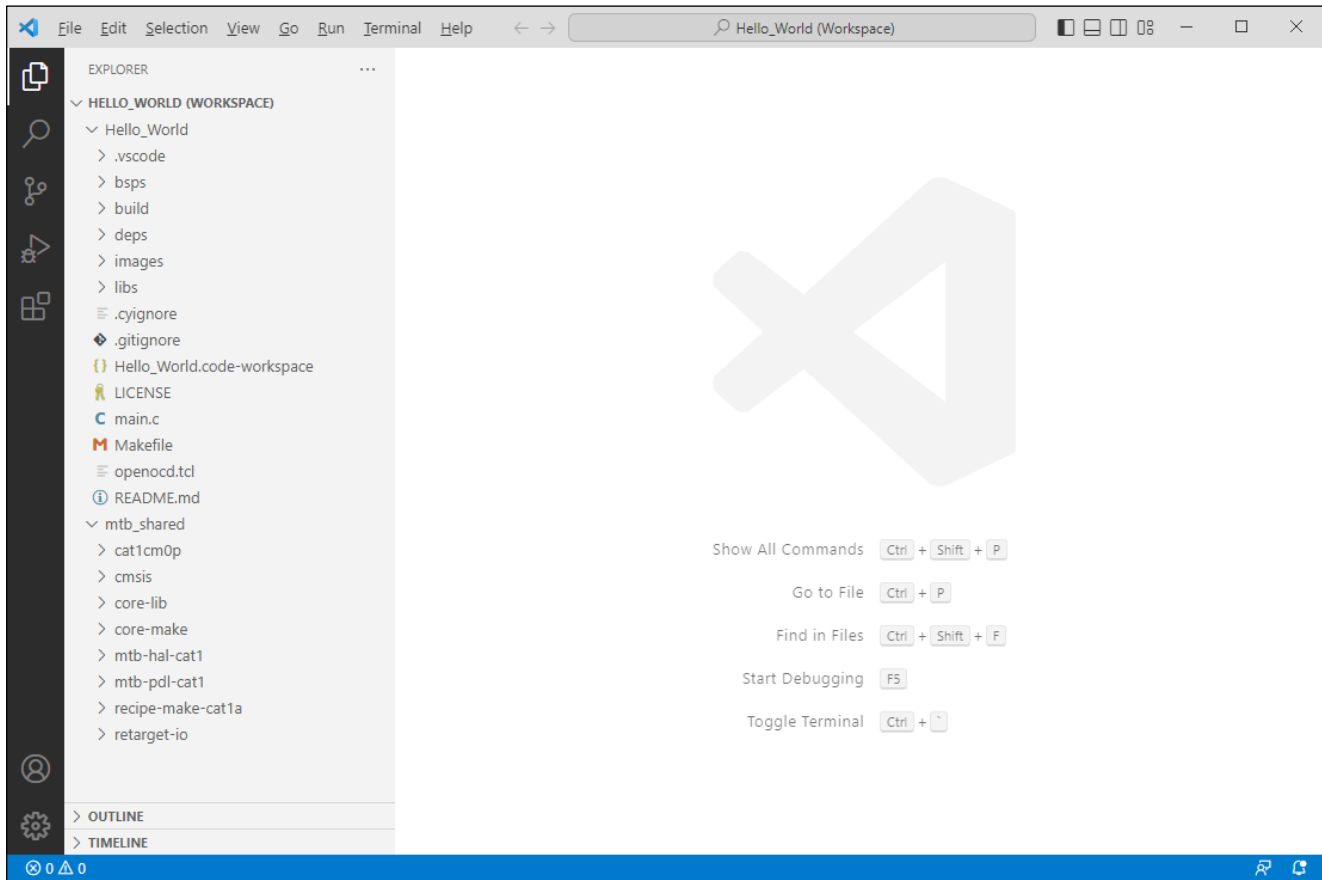 File Edit Selection View Go Run Terminal Help Hello_World (Workspace)
EXPLORER
HELLO_WORLD (WORKSPACE)
Hello_World
.vscode
bsps
build
deps
images
libs
.cyignore
.gitignore
{} Hello_World.code-workspace
LICENSE
C main.c
M Makefile
openocd.tcl
README.md
mtb_shared
cat1cm0p
cmsis
core-lib
core-make
mtb-hal-cat1
mtb-pdl-cat1
recipe-make-cat1a
retarget-io
OUTLINE
TIMELINE
Show All Commands Ctrl + Shift + P
Go to File Ctrl + P
Find in Files Ctrl + Shift + F
Start Debugging F5
Toggle Terminal Ctrl + `
0 0